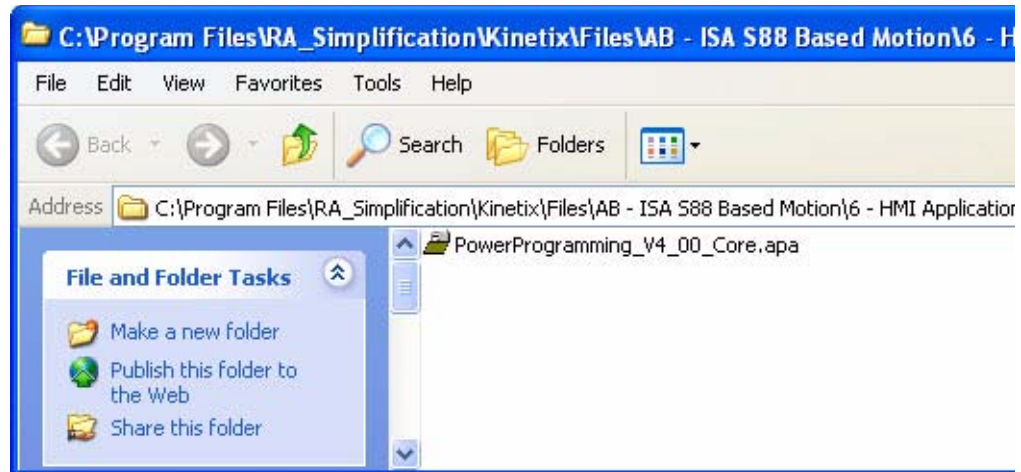 C:\Program Files\RA_Simplification\Kinetix\Files\AB - ISA S88 Based Motion\6 - H
File Edit View Favorites Tools Help
Back Search Folders
Address C:\Program Files\RA_Simplification\Kinetix\Files\AB - ISA S88 Based Motion\6 - HMI Application
PowerProgramming_V4_00_Core.apa
File and Folder Tasks
Make a new folder
Publish this folder to
the Web
Share this folder